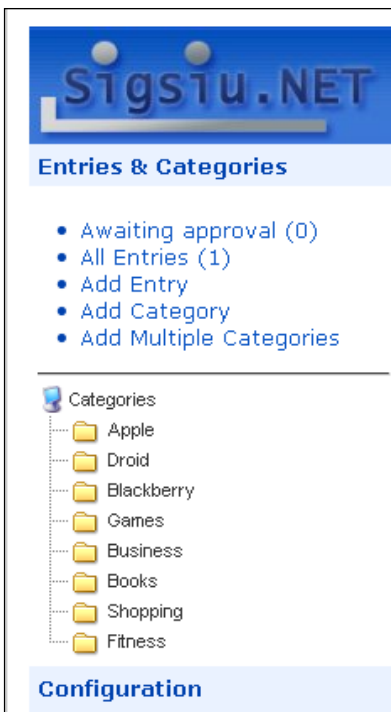 Sigsiu.NET
Entries & Categories
Awaiting approval (0)
All Entries (1)
Add Entry
Add Category
Add Multiple Categories
Categories
Apple
Droid
Blackberry
Games
Business
Books
Shopping
Fitness
Configuration